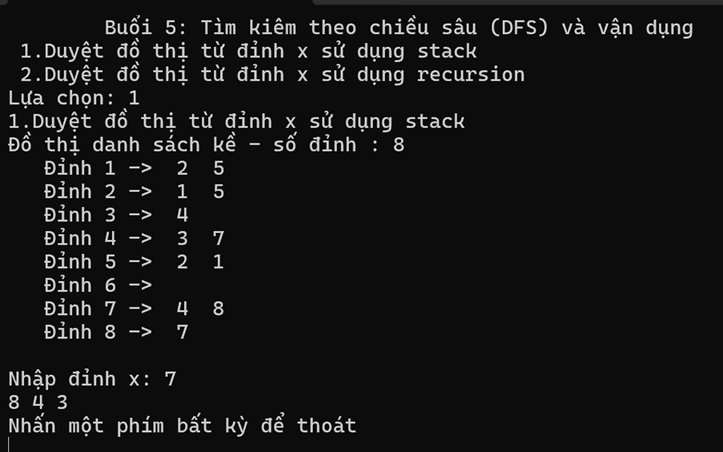 Buổi 5: Tìm kiếm theo chiều sâu (DFS) và vận dụng
1.Duyệt đồ thị từ đỉnh x sử dụng stack
2.Duyệt đồ thị từ đỉnh x sử dụng recursion
Lựa chọn: 1
1.Duyệt đồ thị từ đỉnh x sử dụng stack
Đồ thị danh sách kề - số đỉnh : 8
Đỉnh 1 ->  2  5
Đỉnh 2 ->  1  5
Đỉnh 3 ->  4
Đỉnh 4 ->  3  7
Đỉnh 5 ->  2  1
Đỉnh 6 ->
Đỉnh 7 ->  4  8
Đỉnh 8 ->  7
Nhập đỉnh x: 7
8 4 3
Nhấn một phím bất kỳ để thoát